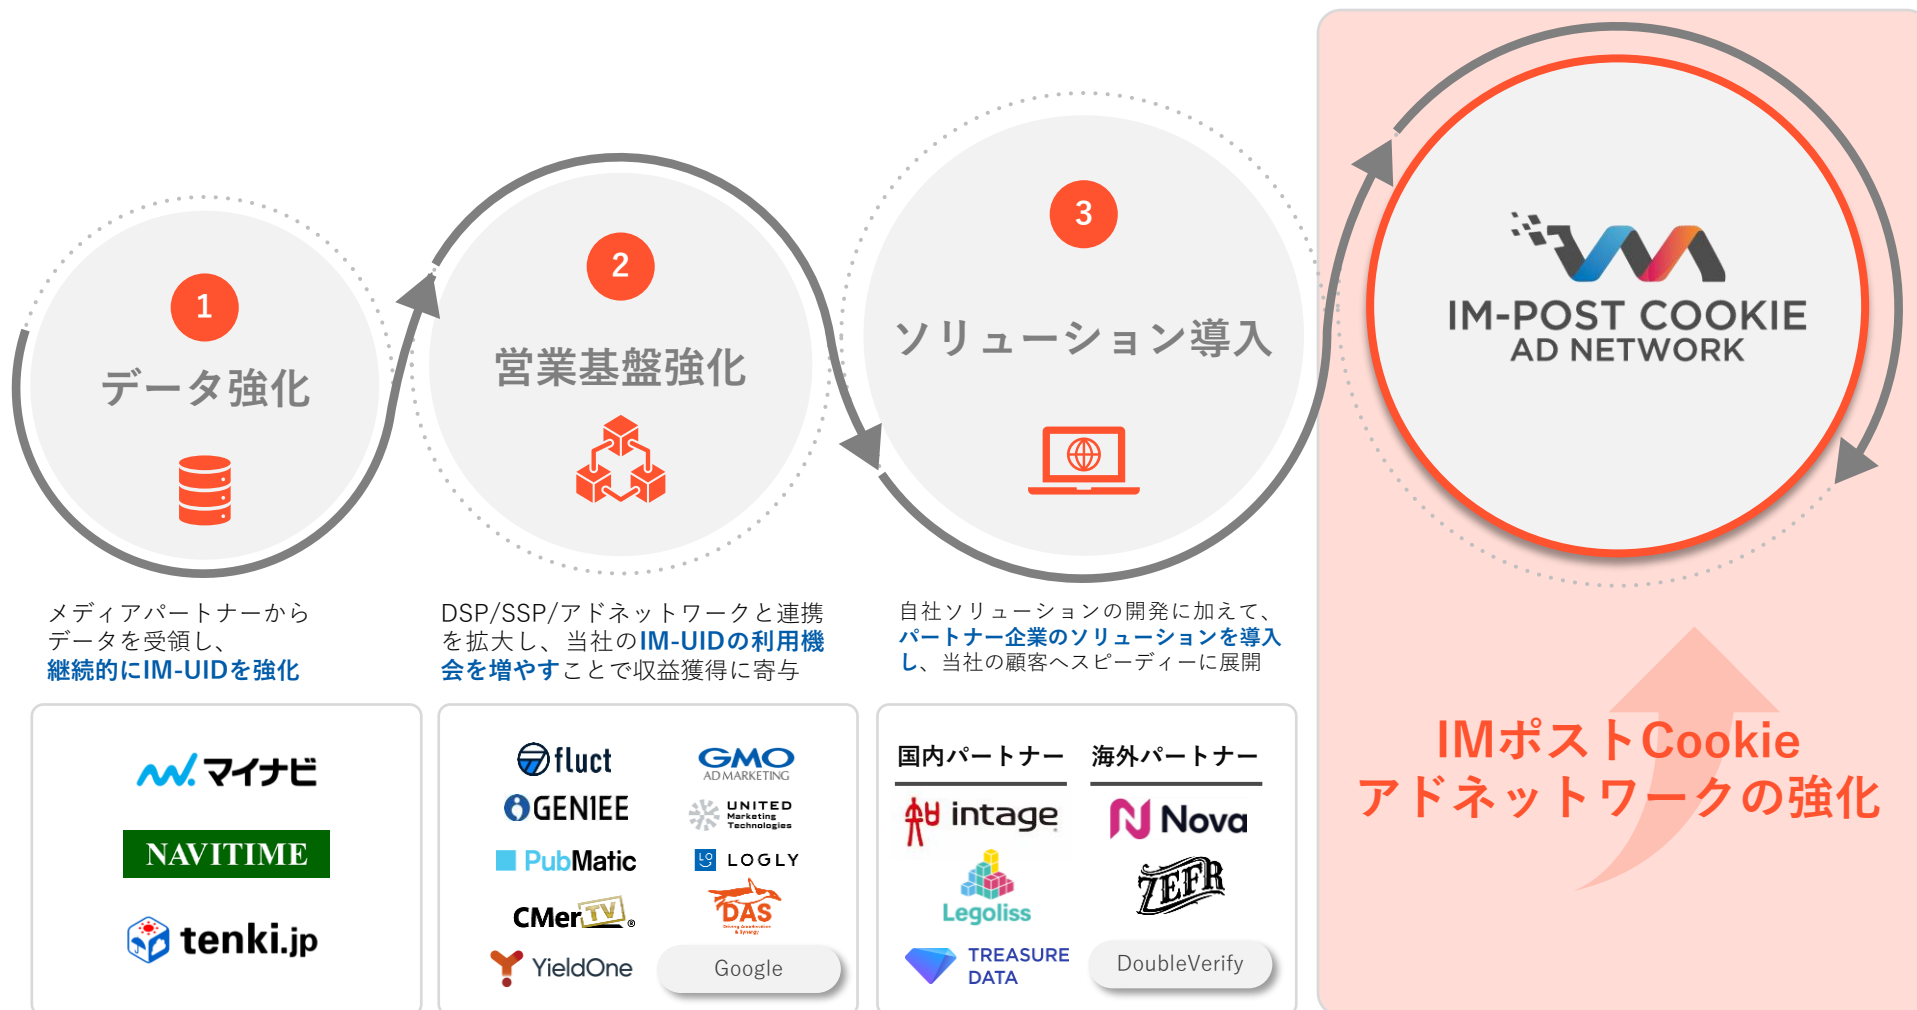 1
データ強化
メディアパートナーから
データを受領し、
継続的にIM-UIDを強化
マイナビ
NAVITIME
tenki.jp
2
営業基盤強化
DSP/SSP/アドネットワークと連携
を拡大し、当社のIM-UIDの利用機
会を増やすことで収益獲得に寄与
fluct
GMO
AD MARKETING
GENIEE
UNITED
Marketing
Technologies
PubMatic
LOGLY
CMerTV®
DAS
YieldOne
Google
3
ソリューション導入
自社ソリューションの開発に加えて、
パートナー企業のソリューションを導入
し、当社の顧客へスピーディーに展開
国内パートナー
intage
Legoliss
TREASURE
DATA
海外パートナー
Nova
ZEFR
DoubleVerify
IM-POST COOKIE
AD NETWORK
IMポストCookie
アドネットワークの強化